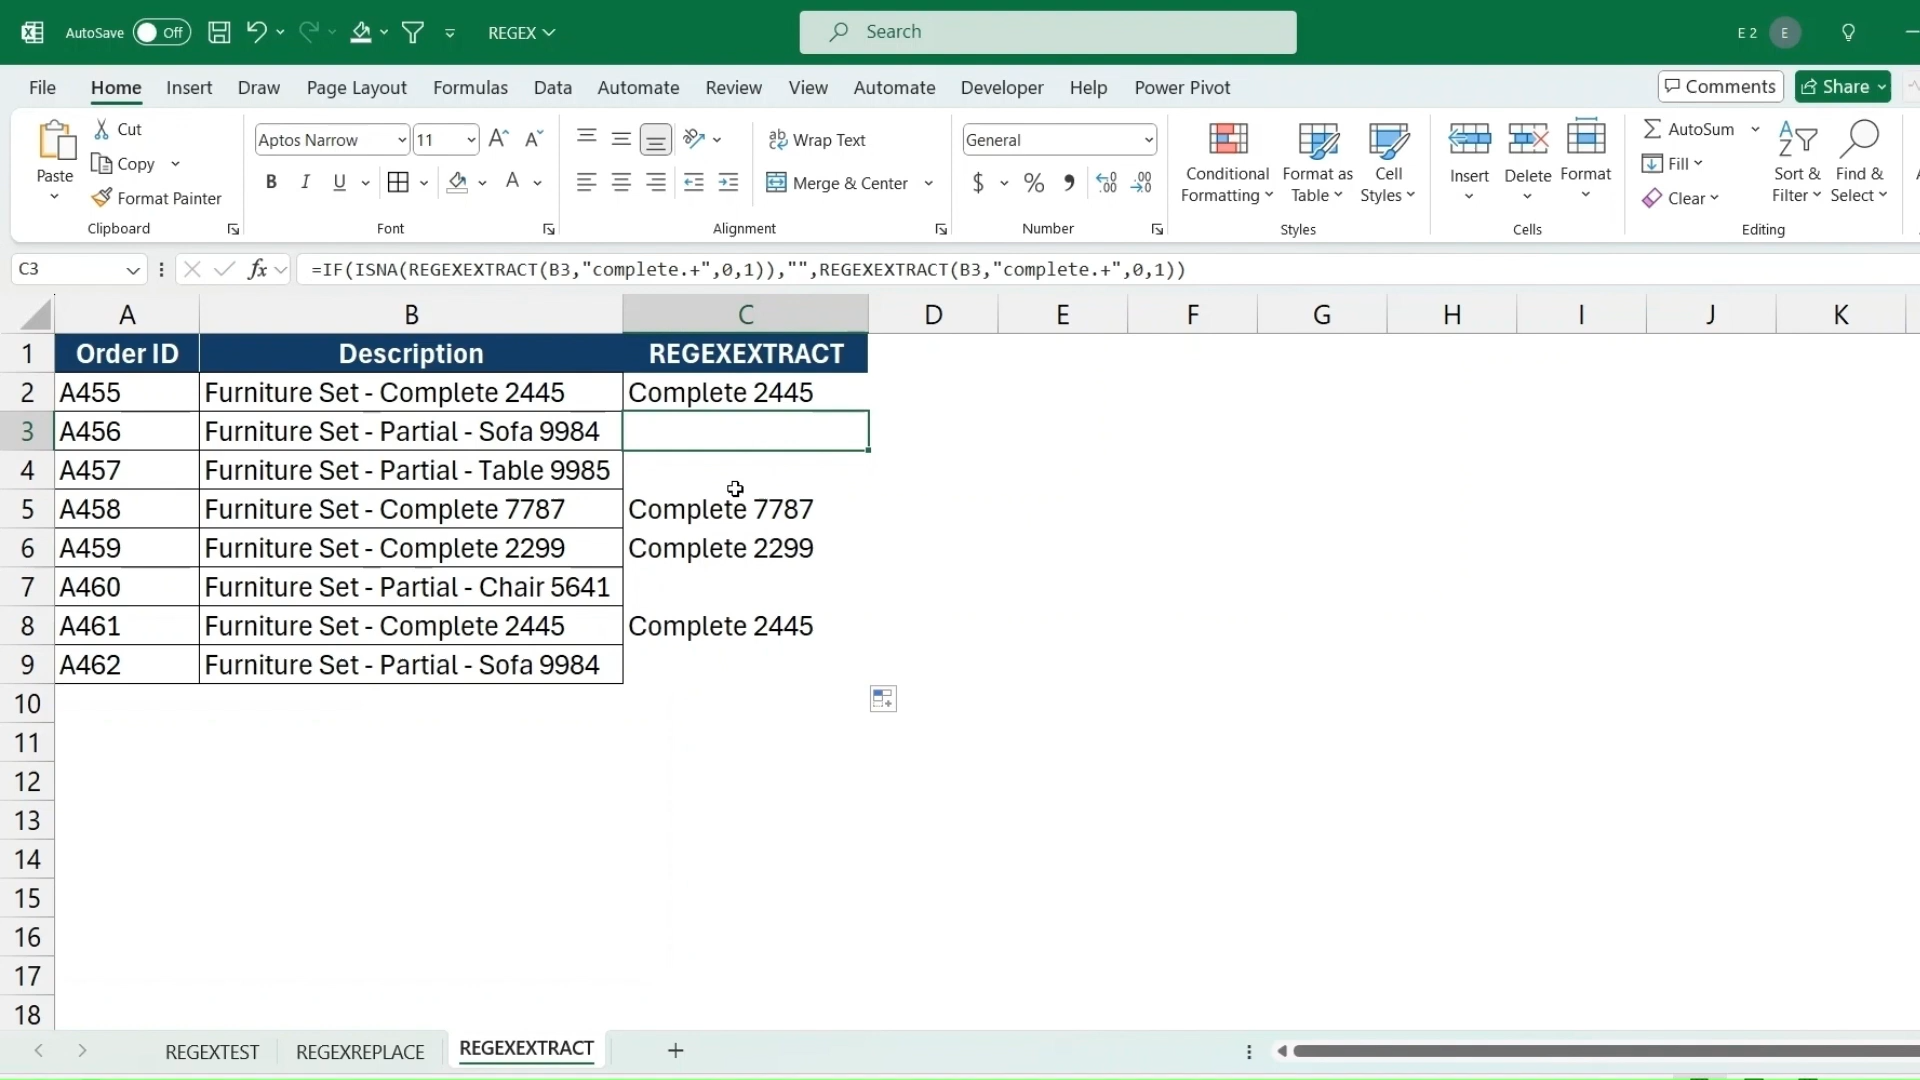 AutoSave Off REGEX Search E 2 E
File Home Insert Draw Page Layout Formulas Data Automate Review View Automate Developer Help Power Pivot Comments Share
Paste Cut Copy Format Painter Clipboard
Aptos Narrow 11 A A B I U A Font
ab Wrap Text Merge & Center Alignment
General $ % 9 Number
Conditional Formatting Format as Table Cell Styles Styles
Insert Delete Format Cells
AutoSum Fill Clear Sort & Filter Find & Select Editing
C3 fx =IF(ISNA(REGEXEXTRACT(B3,"complete.+",0,1)),"",REGEXEXTRACT(B3,"complete.+",0,1))
A B C D E F G H I J K
1 Order ID Description REGEXEXTRACT
2 A455 Furniture Set - Complete 2445 Complete 2445
3 A456 Furniture Set - Partial - Sofa 9984
4 A457 Furniture Set - Partial - Table 9985
5 A458 Furniture Set - Complete 7787 Complete 7787
6 A459 Furniture Set - Complete 2299 Complete 2299
7 A460 Furniture Set - Partial - Chair 5641
8 A461 Furniture Set - Complete 2445 Complete 2445
9 A462 Furniture Set - Partial - Sofa 9984
10
11
12
13
14
15
16
17
18
REGEXTEST REGEXREPLACE REGEXEXTRACT